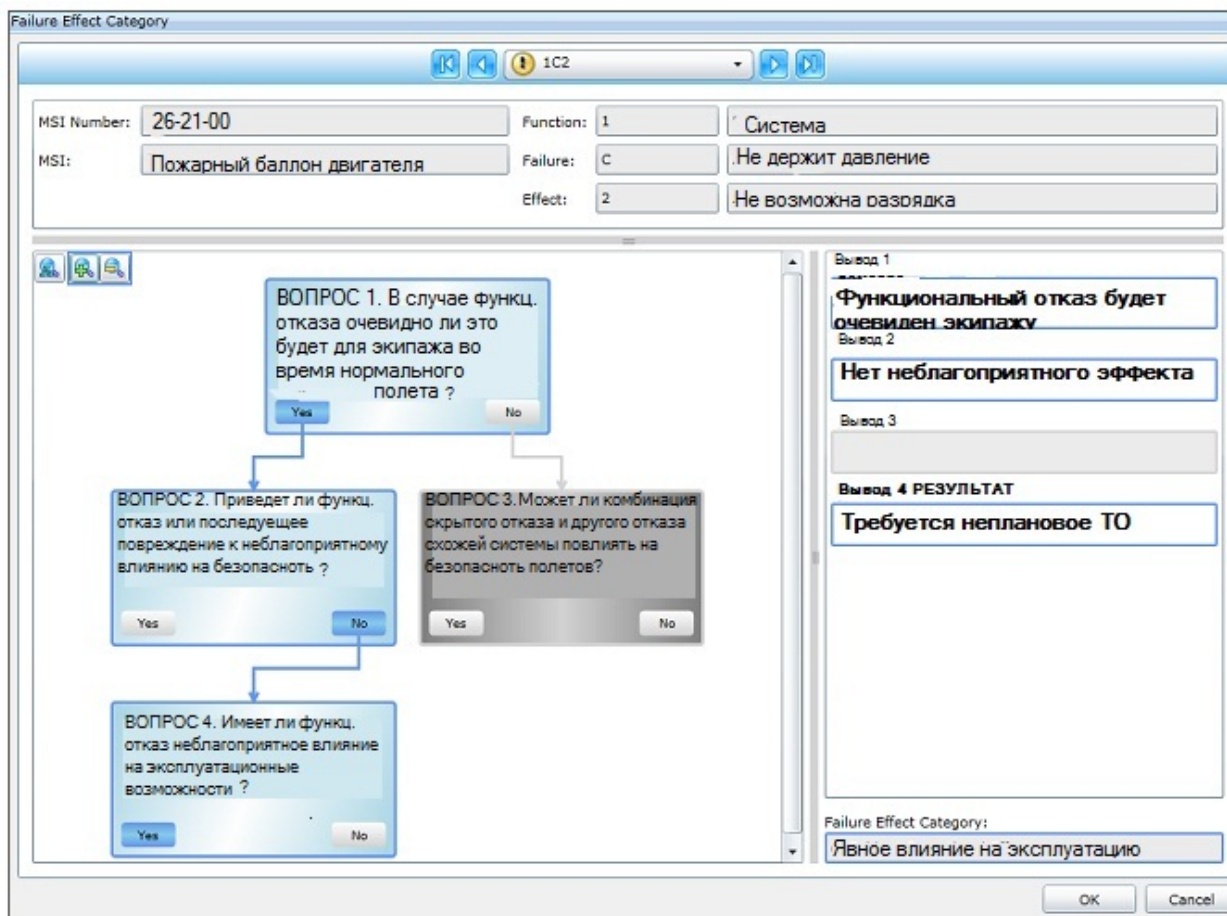 Failure Effect Category
1C2
MSI Number: 26-21-00 Function: 1 Система
MSI: Пожарный баллон двигателя Failure: C Не держит давление
Effect: 2 Не возможна разрядка
ВОПРОС 1. В случае функц.
отказа очевидно ли это
будет для экипажа во
время нормального
полета ?
Yes No
ВОПРОС 2. Приведет ли функц.
отказ или последуещее
повреждение к неблагоприятному
влиянию на безопасноть ?
Yes No
ВОПРОС 3.Может ли комбинация
скрытого отказа и другого отказа
схожей системы повлиять на
безопасноть полетов?
Yes No
ВОПРОС 4. Имеет ли функц.
отказ неблагоприятное влияние
на эксплуатационные
возможности ?
Yes No
Вывод 1
Функциональный отказ будет
очевиден экипажу
Вывод 2
Нет неблагоприятного эффекта
Вывод 3
Вывод 4 РЕЗУЛЬТАТ
Требуется неплановое ТО
Failure Effect Category:
Явное влияние на эксплуатацию
OK Cancel